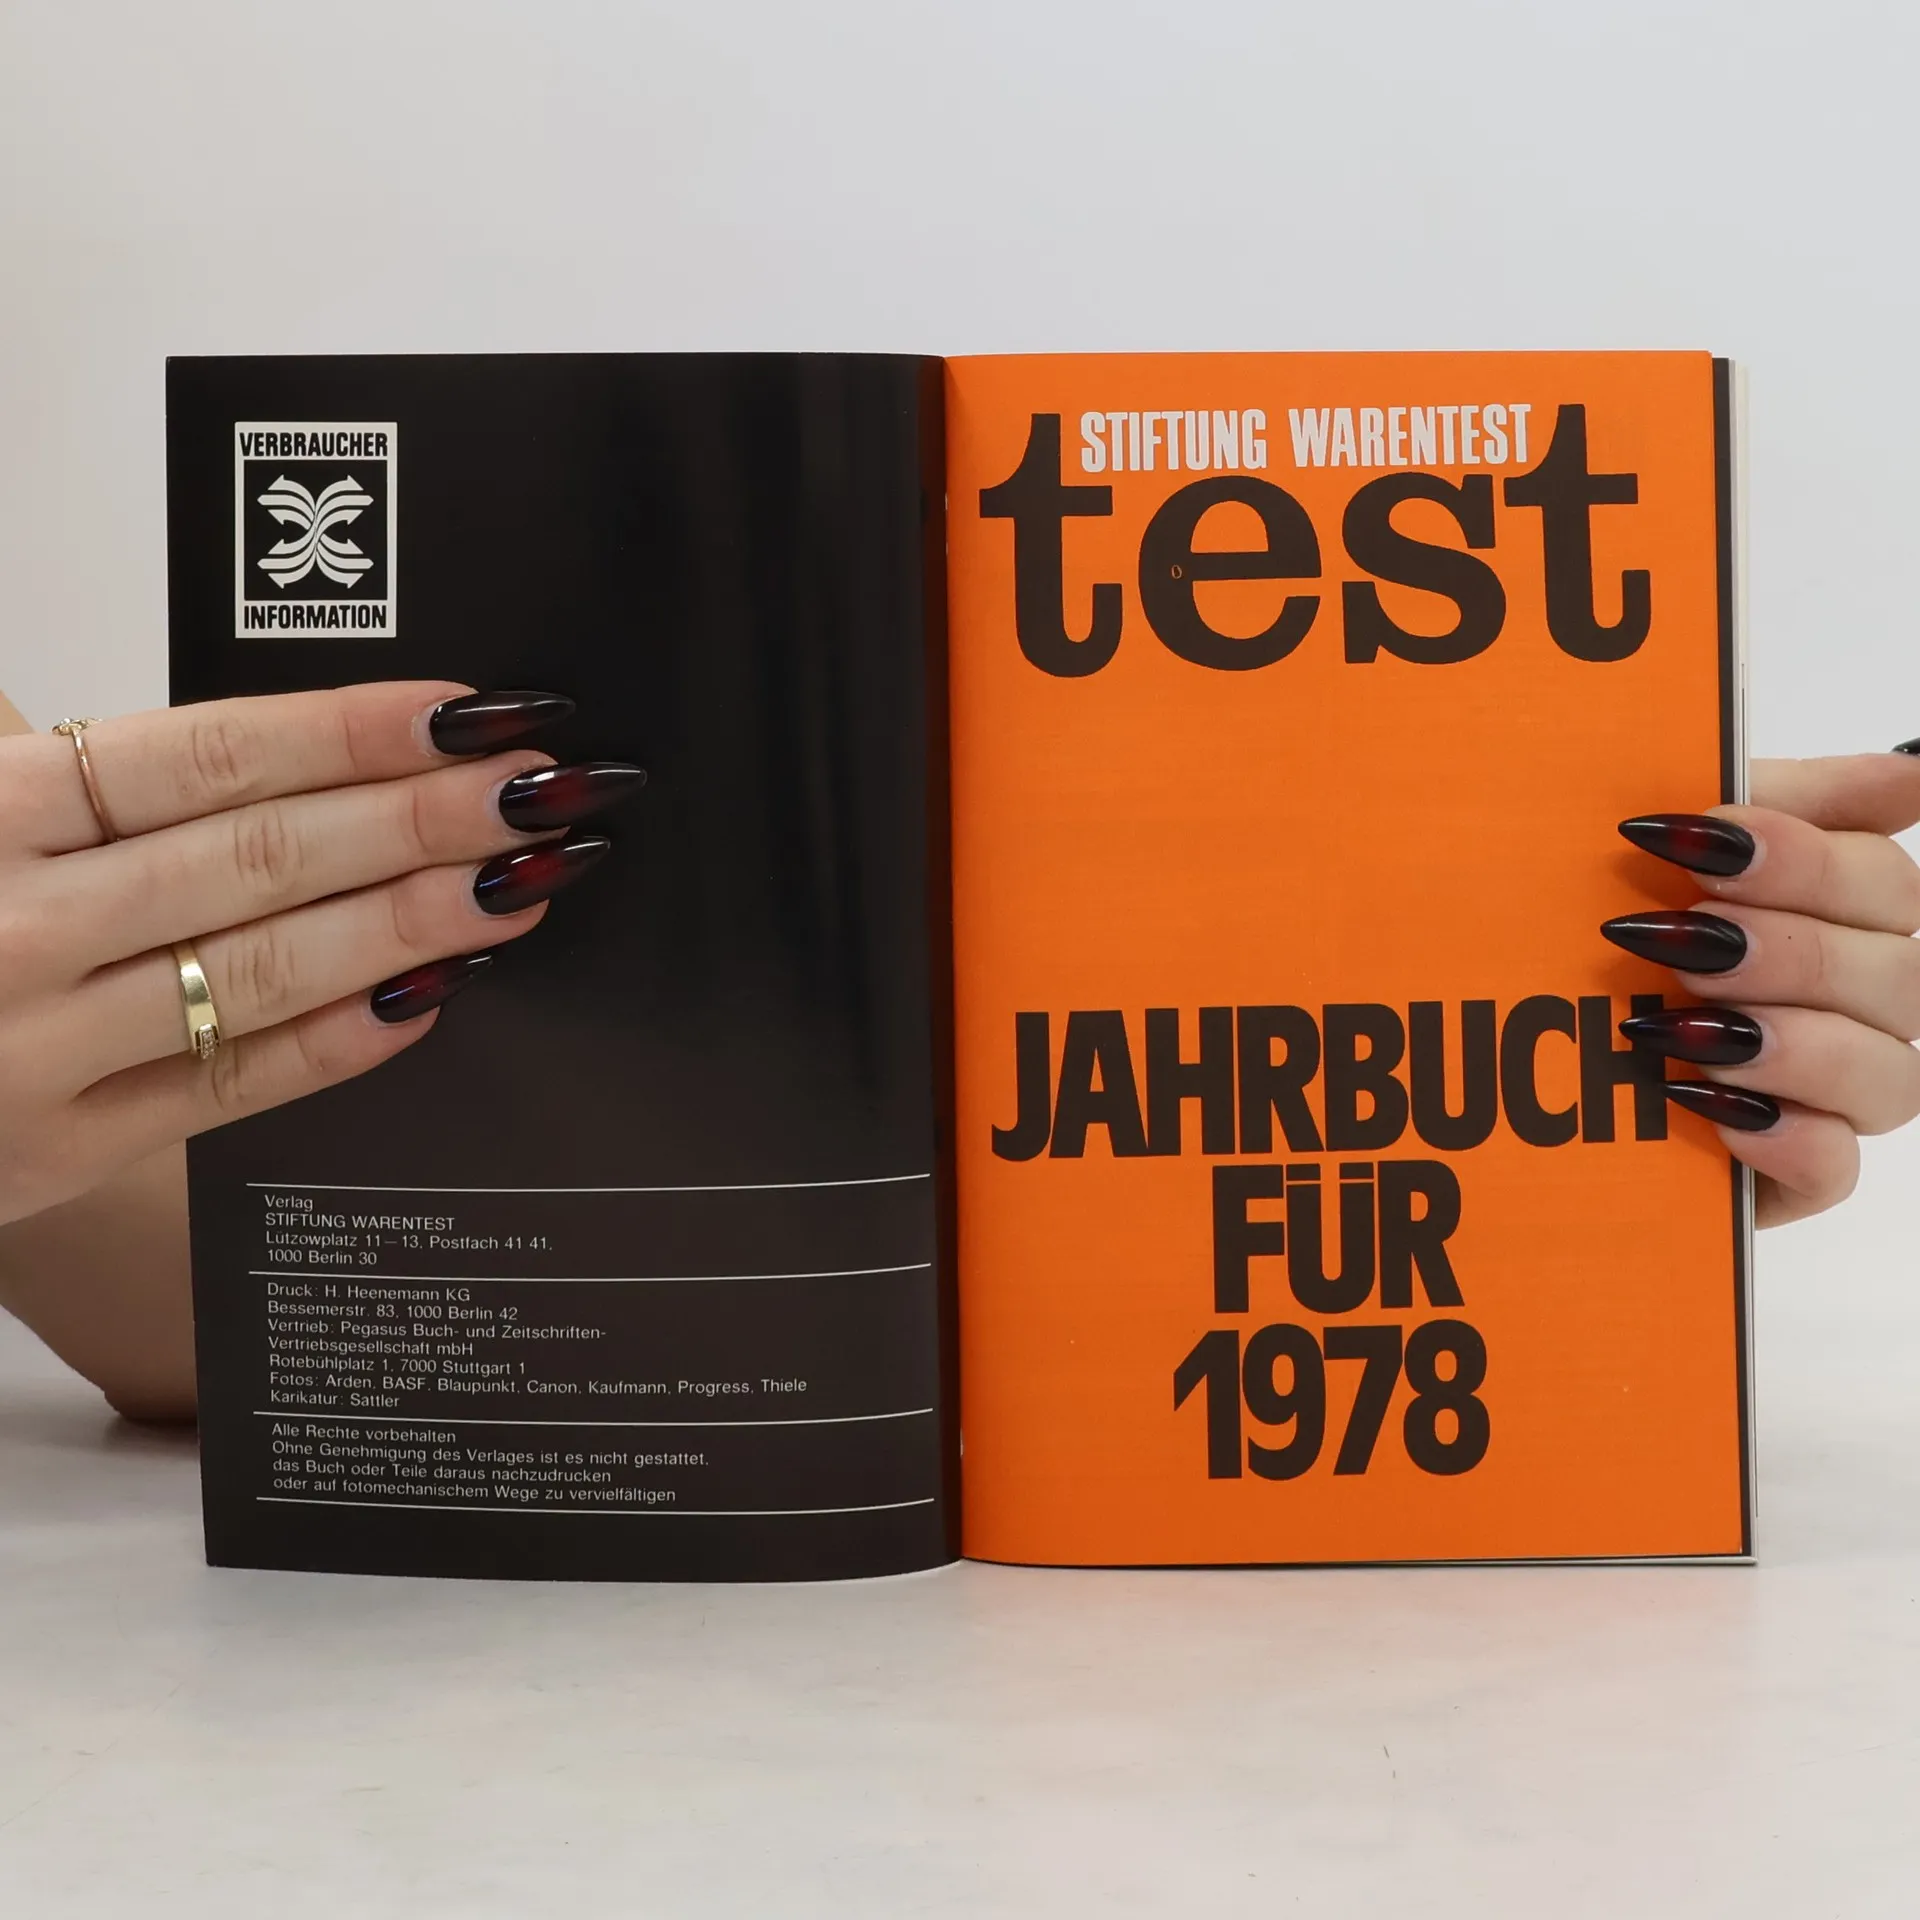 VERBRAUCHER
INFORMATION
Verlag
STIFTUNG WARENTEST
Lützowplatz 11 – 13, Postfach 41 41,
1000 Berlin 30
Druck: H. Heenemann KG
Bessemerstr. 83, 1000 Berlin 42
Vertrieb: Pegasus Buch- und Zeitschriften-
Vertriebsgesellschaft mbH
Rotebühlplatz 1, 7000 Stuttgart 1
Fotos: Arden, BASF, Blaupunkt, Canon, Kaufmann, Progress, Thiele
Karikatur: Sattler
Alle Rechte vorbehalten
Ohne Genehmigung des Verlages ist es nicht gestattet,
das Buch oder Teile daraus nachzudrucken
oder auf fotomechanischem Wege zu vervielfältigen
STIFTUNG WARENTEST
test
JAHRBUCH
FÜR
1978